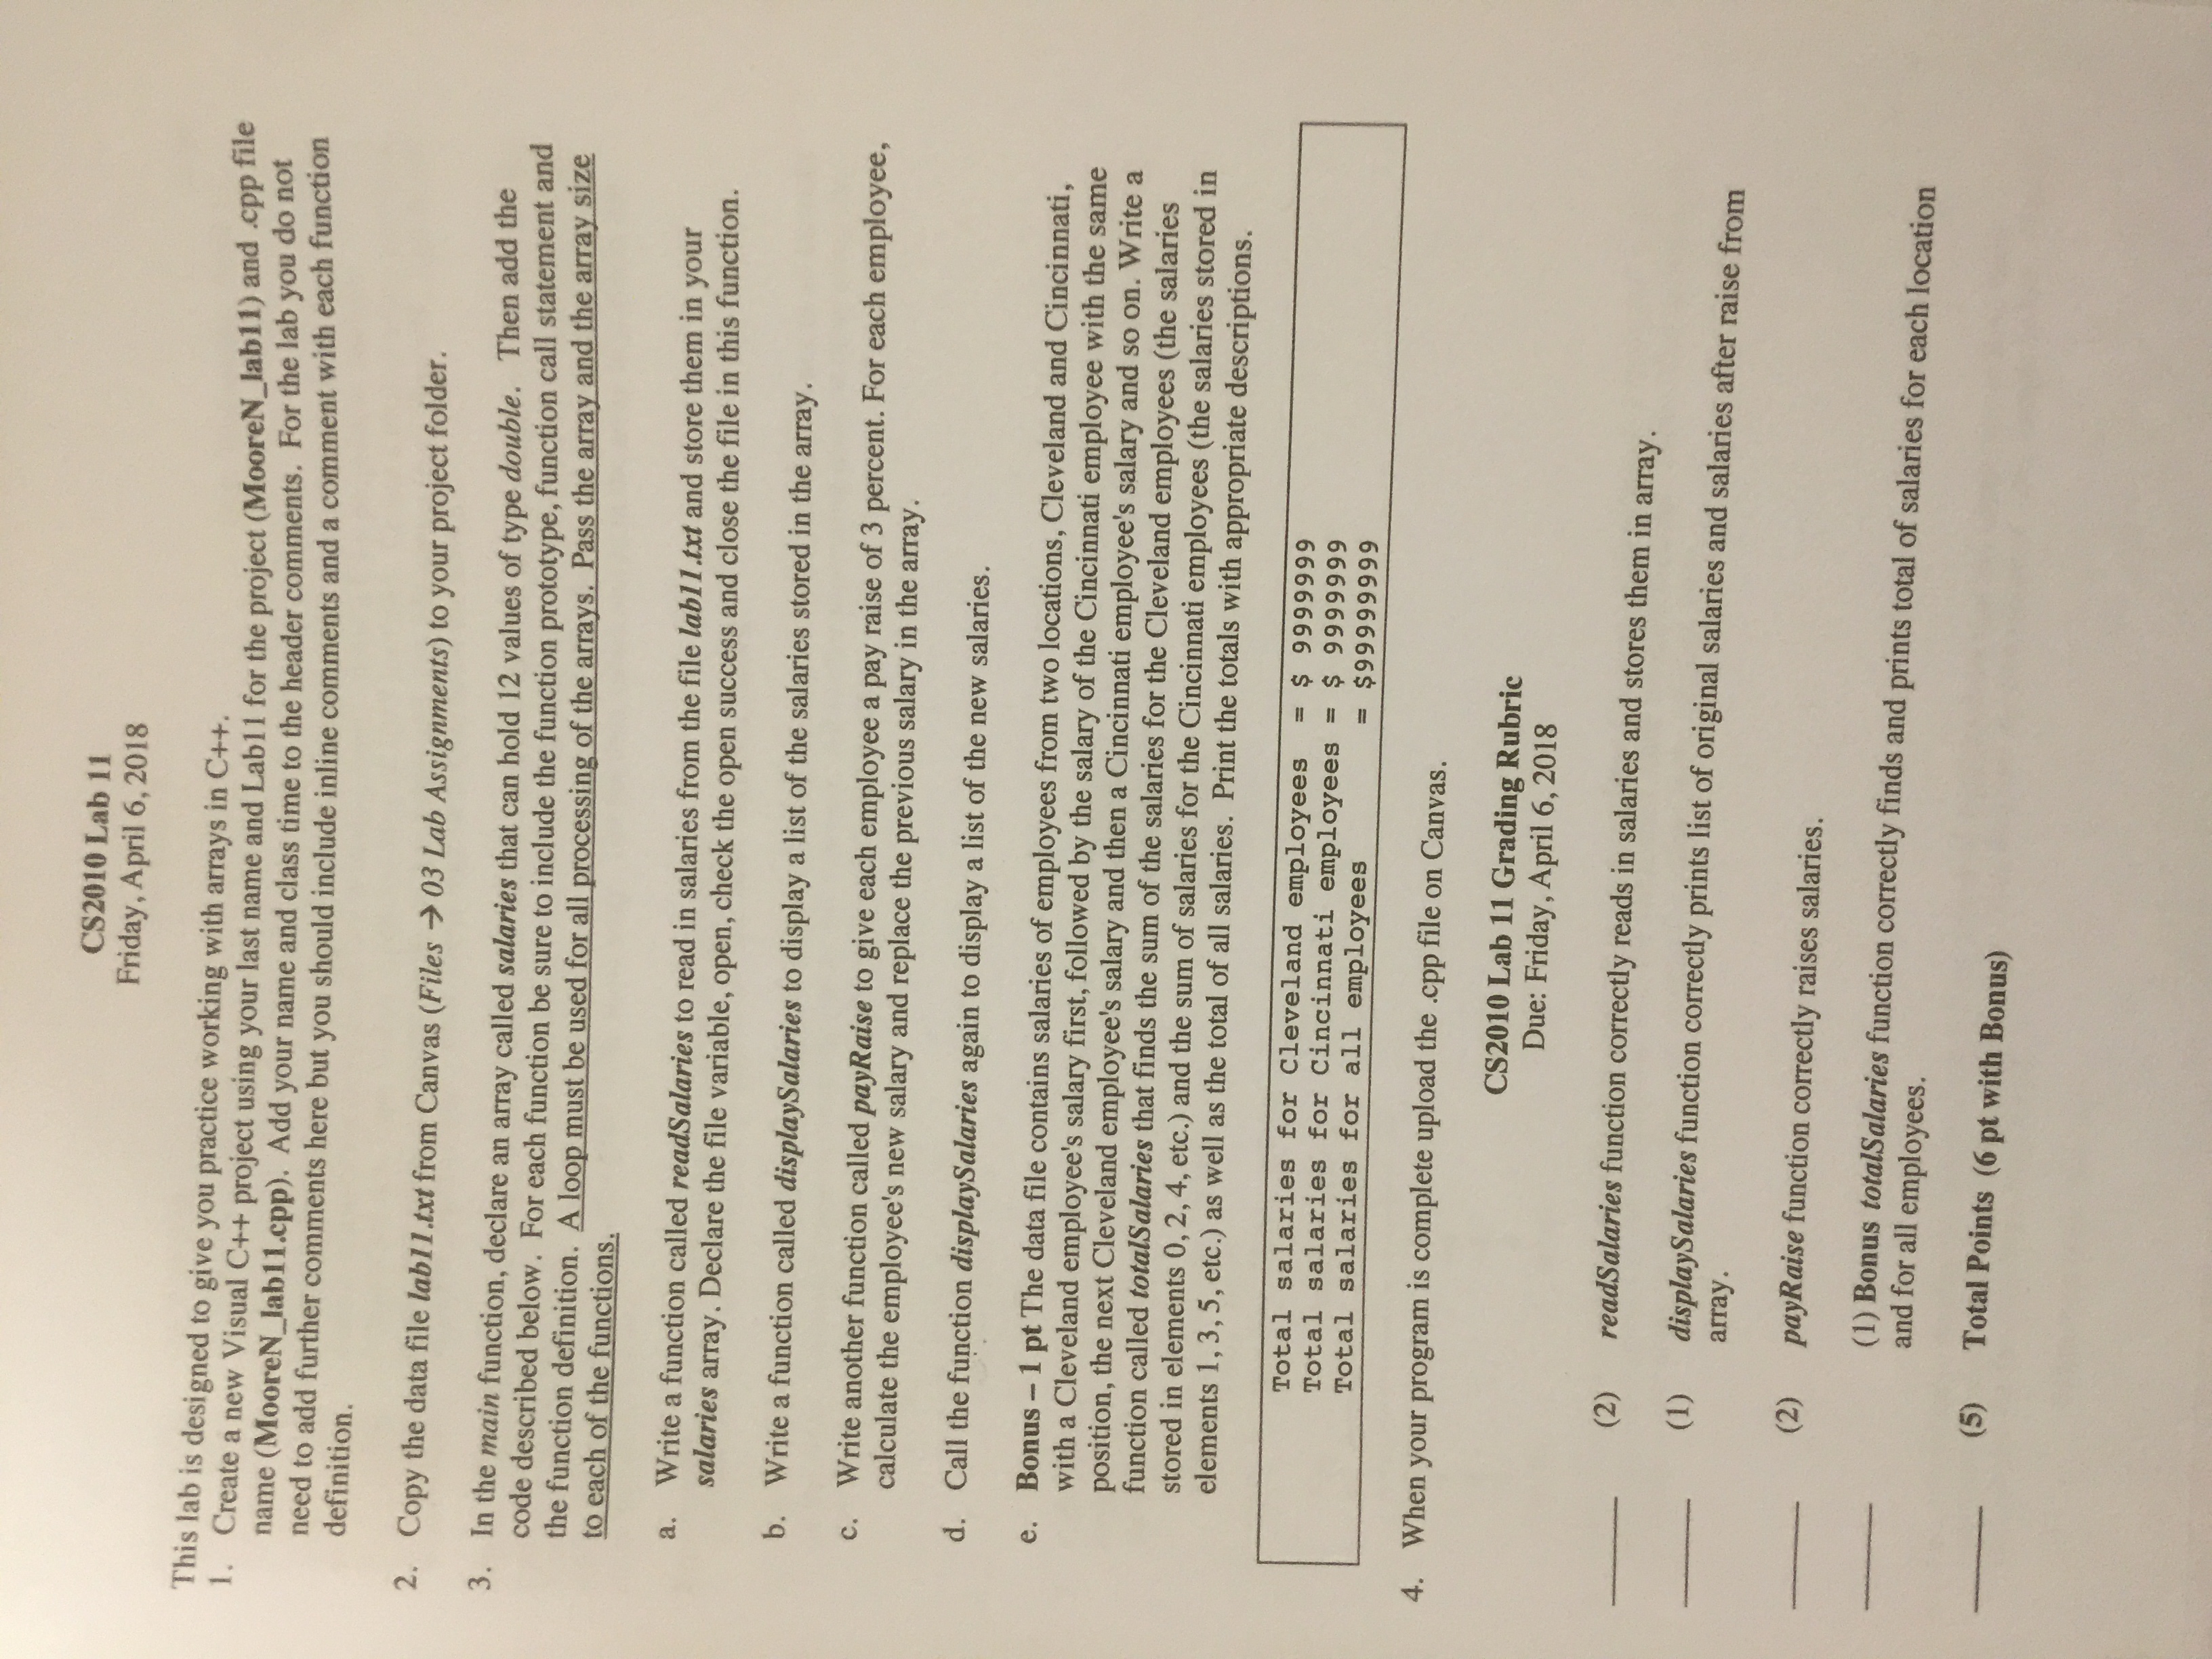 CS2010 Lab 11
Friday, April 6, 2018
This lab is designed to give you practice working with arrays in C++.
1. Create a new Visual C++ project using your last name and Lab11 for the project (MooreN_lab11) and .cpp file
name (MooreN_lab11.cpp). Add your name and class time to the header comments. For the lab you do not
need to add further comments here but you should include inline comments and a comment with each function
definition.
2. Copy the data file lab11.txt from Canvas (Files → 03 Lab Assignments) to your project folder.
3. In the main function, declare an array called salaries that can hold 12 values of type double. Then add the
code described below. For each function be sure to include the function prototype, function call statement and
the function definition. A loop must be used for all processing of the arrays. Pass the array and the array size
to each of the functions.
a. Write a function called readSalaries to read in salaries from the file lab11.txt and store them in your
salaries array. Declare the file variable, open, check the open success and close the file in this function.
b. Write a function called displaySalaries to display a list of the salaries stored in the array.
c. Write another function called payRaise to give each employee a pay raise of 3 percent. For each employee,
calculate the employee's new salary and replace the previous salary in the array.
d. Call the function displaySalaries again to display a list of the new salaries.
e. Bonus – 1 pt The data file contains salaries of employees from two locations, Cleveland and Cincinnati,
with a Cleveland employee's salary first, followed by the salary of the Cincinnati employee with the same
position, the next Cleveland employee's salary and then a Cincinnati employee's salary and so on. Write a
function called totalSalaries that finds the sum of the salaries for the Cleveland employees (the salaries
stored in elements 0, 2, 4, etc.) and the sum of salaries for the Cincinnati employees (the salaries stored in
elements 1, 3, 5, etc.) as well as the total of all salaries. Print the totals with appropriate descriptions.
Total salaries for Cleveland employees = $ 9999999
Total salaries for Cincinnati employees = $ 9999999
Total salaries for all employees = $99999999
4. When your program is complete upload the .cpp file on Canvas.
CS2010 Lab 11 Grading Rubric
Due: Friday, April 6, 2018
(2) readSalaries function correctly reads in salaries and stores them in array.
(1) displaySalaries function correctly prints list of original salaries and salaries after raise from
array.
(2) payRaise function correctly raises salaries.
(1) Bonus totalSalaries function correctly finds and prints total of salaries for each location
and for all employees.
(5) Total Points (6 pt with Bonus)